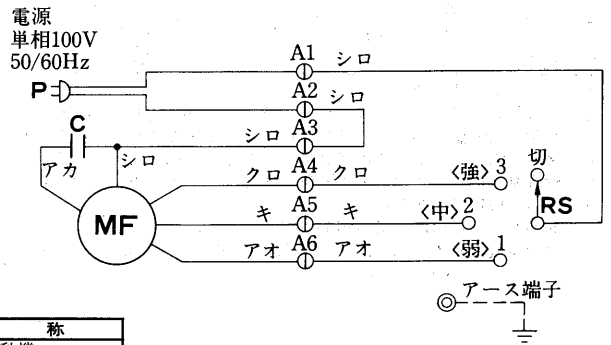 電源
単相100V
50/60Hz
P
A1 シロ
A2 シロ
C
シロ A3
アカ
シロ
クロ A4 クロ 〈強〉 3
切
MF
キ A5 キ 〈中〉 2
RS
アオ A6 アオ 〈弱〉 1
アース端子
称